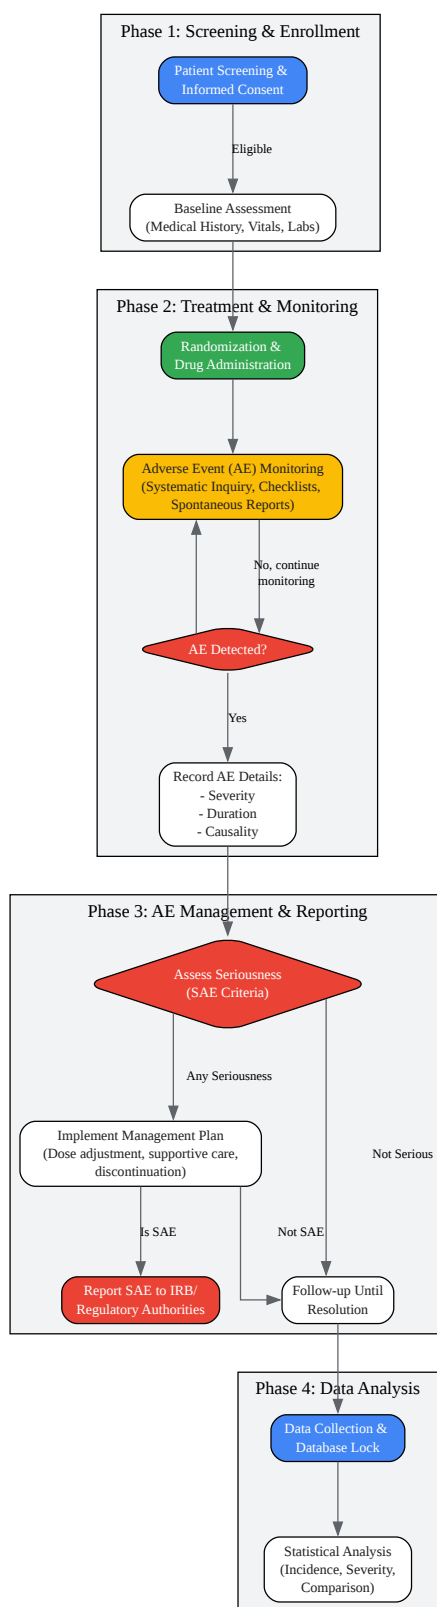 Phase 1: Screening & Enrollment
Patient Screening &
Informed Consent
Eligible
Baseline Assessment
(Medical History, Vitals, Labs)
Phase 2: Treatment & Monitoring
Randomization &
Drug Administration
Adverse Event (AE) Monitoring
(Systematic Inquiry, Checklists,
Spontaneous Reports)
No, continue
monitoring
AE Detected?
Yes
Record AE Details:
- Severity
- Duration
- Causality
Phase 3: AE Management & Reporting
Assess Seriousness
(SAE Criteria)
Any Seriousness
Implement Management Plan
(Dose adjustment, supportive care,
discontinuation)
Not Serious
Is SAE
Not SAE
Report SAE to IRB/
Regulatory Authorities
Follow-up Until
Resolution
Phase 4: Data Analysis
Data Collection &
Database Lock
Statistical Analysis
(Incidence, Severity,
Comparison)